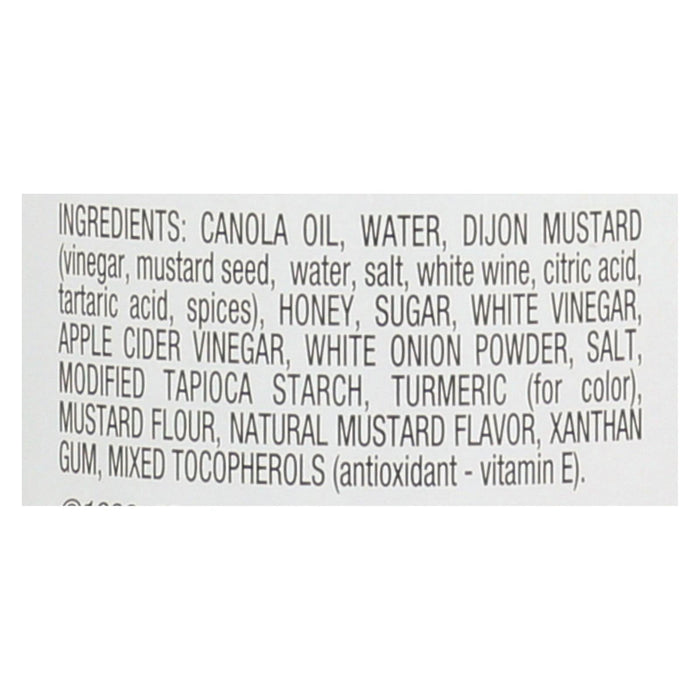 INGREDIENTS: CANOLA OIL, WATER, DIJON MUSTARD
(vinegar, mustard seed, water, salt, white wine, citric acid,
tartaric acid, spices), HONEY, SUGAR, WHITE VINEGAR,
APPLE CIDER VINEGAR, WHITE ONION POWDER, SALT,
MODIFIED TAPIOCA STARCH, TURMERIC (for color),
MUSTARD FLOUR, NATURAL MUSTARD FLAVOR, XANTHAN
GUM, MIXED TOCOPHEROLS (antioxidant - vitamin E).